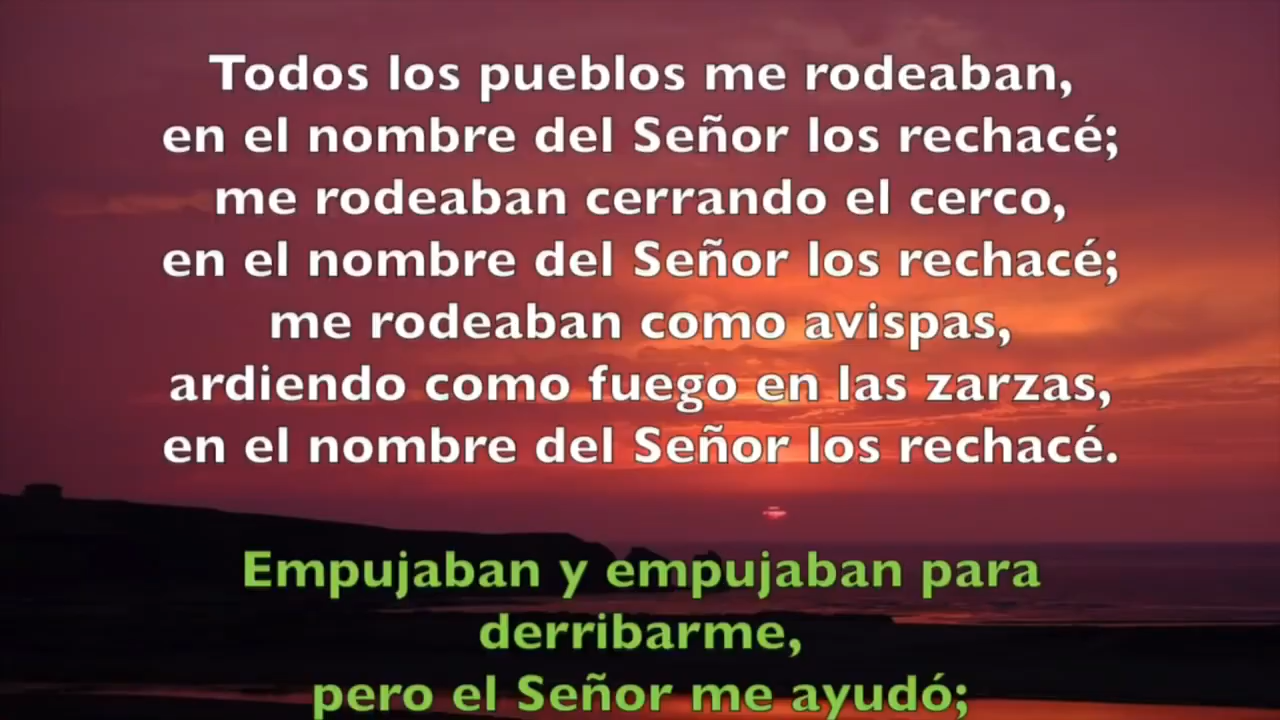 Todos los pueblos me rodeaban,
en el nombre del Señor los rechacé;
me rodeaban cerrando el cerco,
en el nombre del Señor los rechacé;
me rodeaban como avispas,
ardiendo como fuego en las zarzas,
en el nombre del Señor los rechacé.
Empujaban y empujaban para
derribarme,
pero el Señor me ayudó;